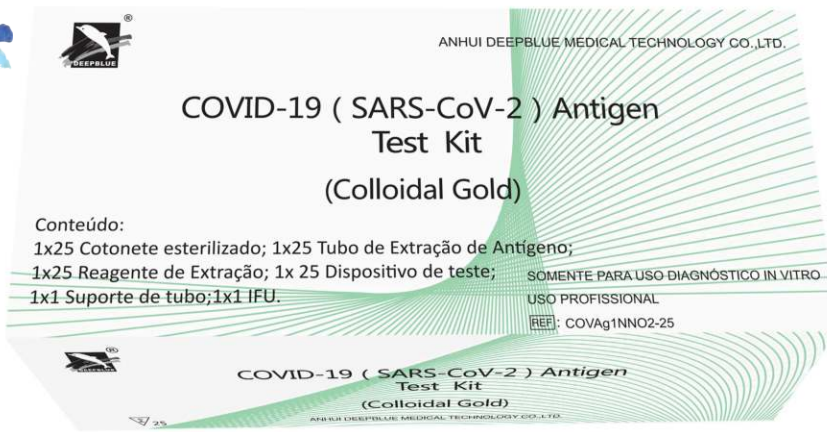 ®
DEEPBLUE
ANHUI DEEPBLUE MEDICAL TECHNOLOGY CO.,LTD.
COVID-19 ( SARS-CoV-2 ) Antigen
Test Kit
(Colloidal Gold)
Conteúdo:
1x25 Cotonete esterilizado; 1x25 Tubo de Extração de Antígeno;
1x25 Reagente de Extração; 1x 25 Dispositivo de teste;
1x1 Suporte de tubo;1x1 IFU.
SOMENTE PARA USO DIAGNÓSTICO IN VITRO
USO PROFISSIONAL
REF: COVAg1NNO2-25
®
COVID-19 ( SARS-CoV-2 ) Antigen
Test Kit
(Colloidal Gold)
ANHUI DEEPBLUE MEDICAL TECHNOLOGY CO.,LTD.
25